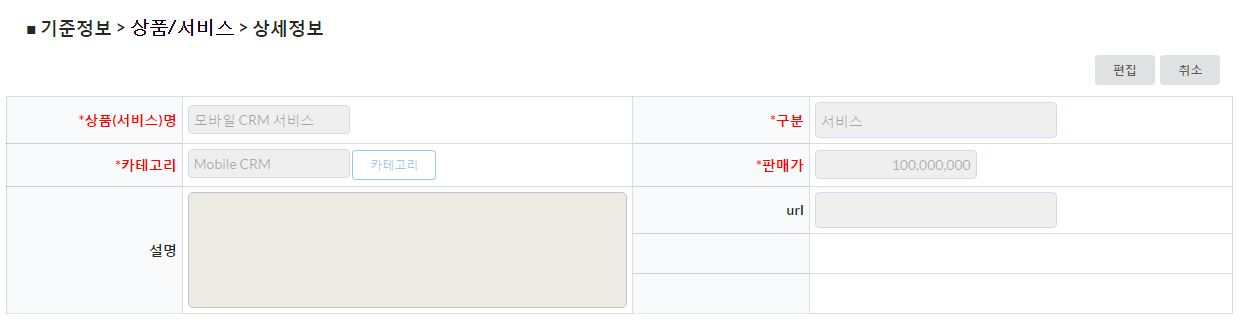 ■ 기준정보 > 상품/서비스 > 상세정보
편집 취소
*상품(서비스)명 모바일 CRM 서비스 *구분 서비스
*카테고리 Mobile CRM 카테고리 *판매가 100,000,000
설명 url